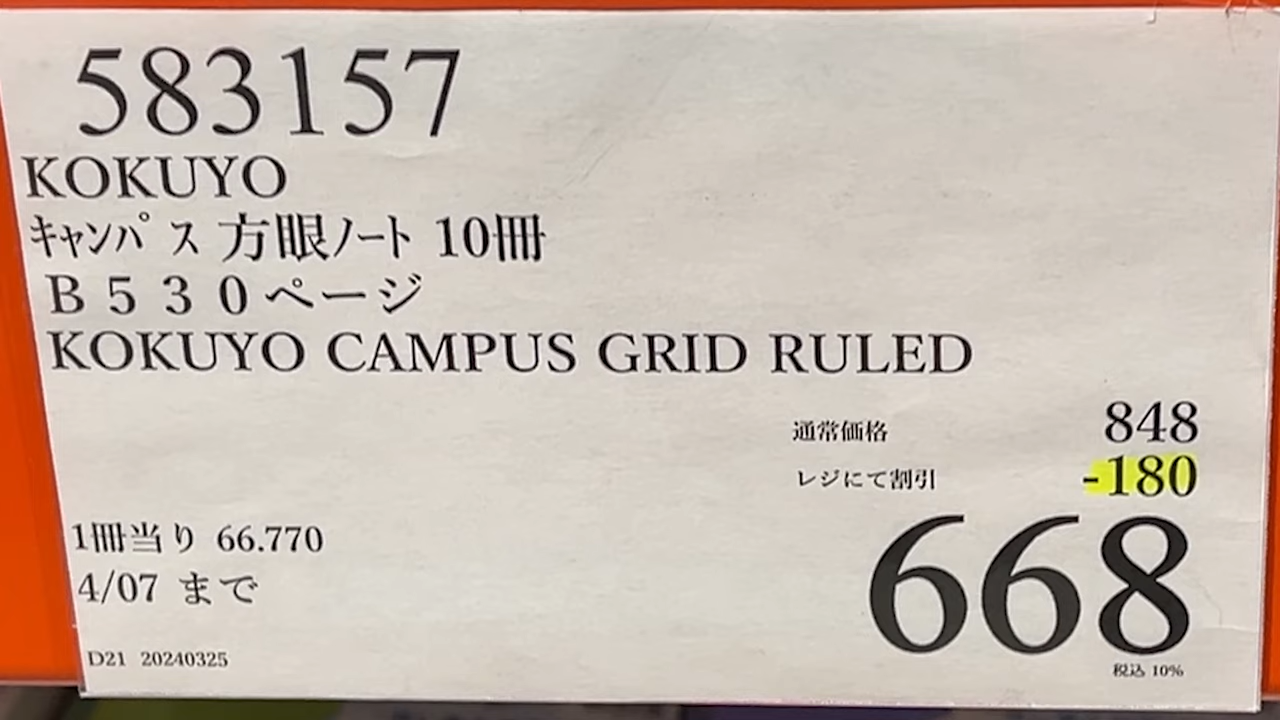 583157
KOKUYO
ｷｬﾝﾊﾟｽ 方眼ﾉｰﾄ 10冊
Ｂ５３０ページ
KOKUYO CAMPUS GRID RULED
通常価格 848
レジにて割引 -180
668
1冊当り 66.770
4/07 まで
税込 10%
D21 20240325